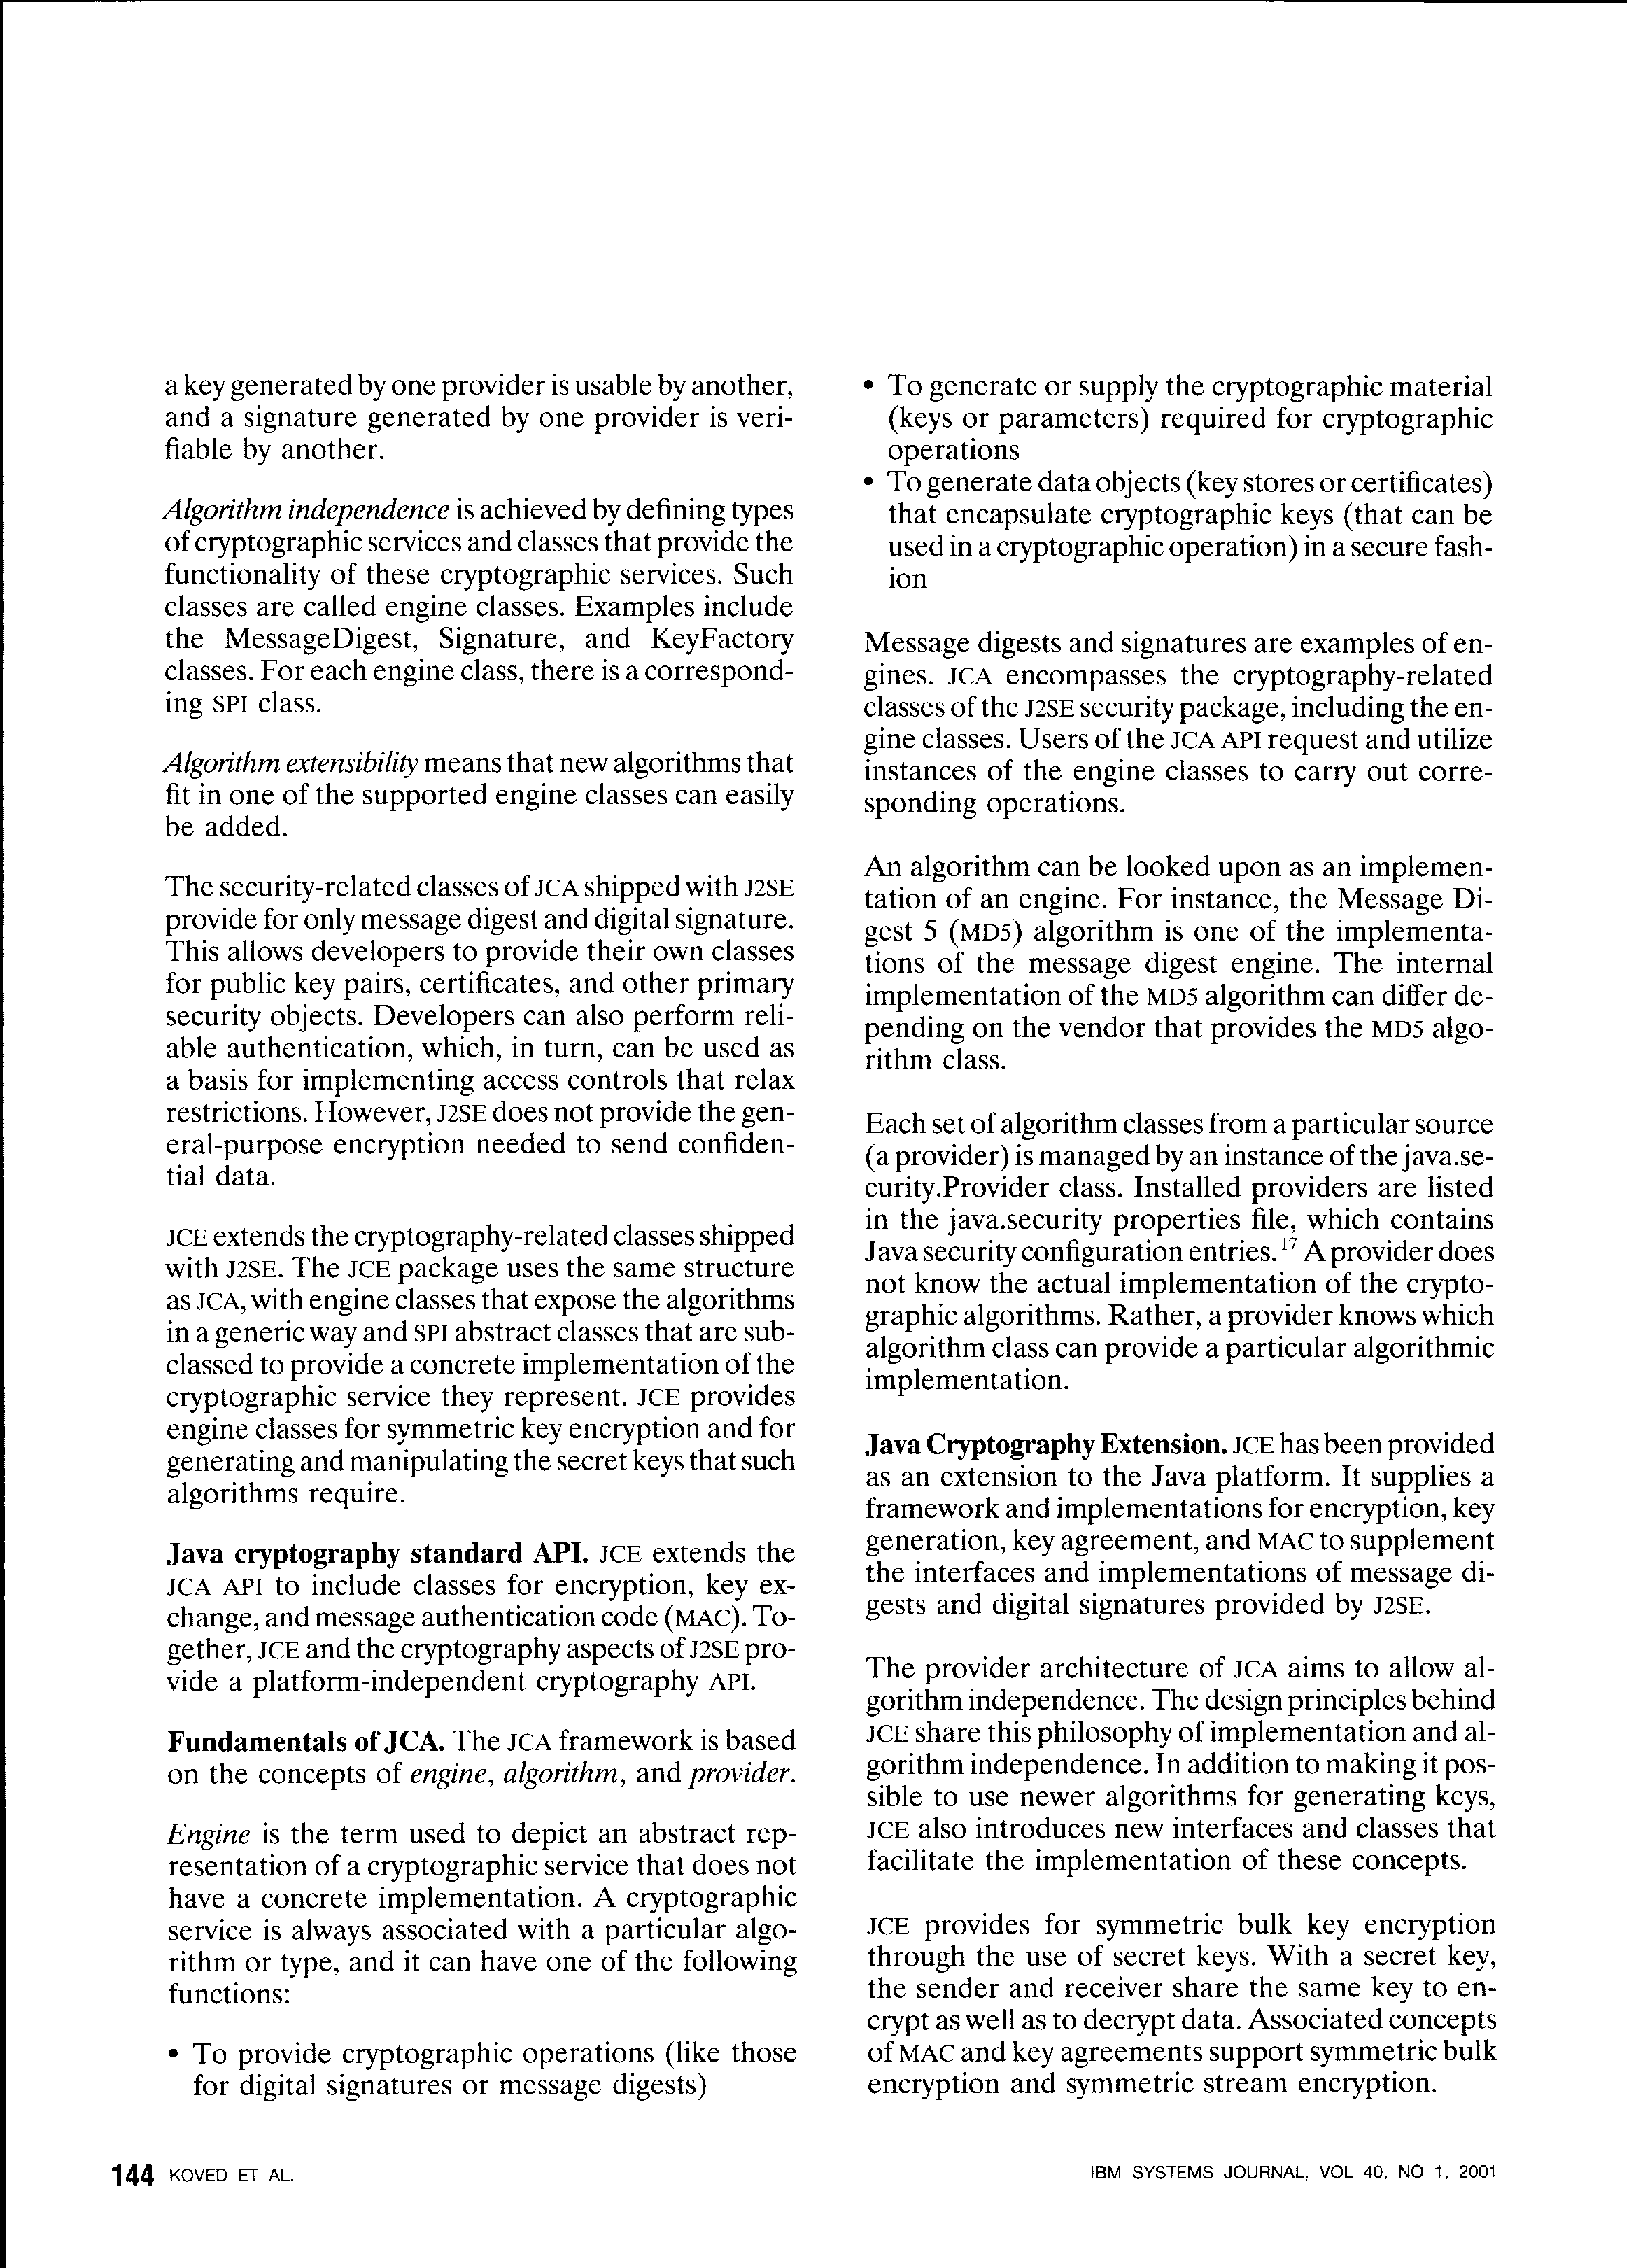 a key generated by one provider is usable by another,
and a signature generated by one provider is veri-
fiable by another.
Algorithm independence is achieved by defining types
of cryptographic services and classes that provide the
functionality of these cryptographic services. Such
classes are called engine classes. Examples include
the MessageDigest, Signature, and KeyFactory
classes. For each engine class, there is a correspond-
ing SPI class.
Algorithm extensibility means that new algorithms that
fit in one of the supported engine classes can easily
be added.
The security-related classes of JCA shipped with J2SE
provide for only message digest and digital signature.
This allows developers to provide their own classes
for public key pairs, certificates, and other primary
security objects. Developers can also perform reli-
able authentication, which, in turn, can be used as
a basis for implementing access controls that relax
restrictions. However, J2SE does not provide the gen-
eral-purpose encryption needed to send confiden-
tial data.
JCE extends the cryptography-related classes shipped
with J2SE. The JCE package uses the same structure
as JCA, with engine classes that expose the algorithms
in a generic way and SPI abstract classes that are sub-
classed to provide a concrete implementation of the
cryptographic service they represent. JCE provides
engine classes for symmetric key encryption and for
generating and manipulating the secret keys that such
algorithms require.
Java cryptography standard API. JCE extends the
JCA API to include classes for encryption, key ex-
change, and message authentication code (MAC). To-
gether, JCE and the cryptography aspects of J2SE pro-
vide a platform-independent cryptography API.
Fundamentals of JCA. The JCA framework is based
on the concepts of engine, algorithm, and provider.
Engine is the term used to depict an abstract rep-
resentation of a cryptographic service that does not
have a concrete implementation. A cryptographic
service is always associated with a particular algo-
rithm or type, and it can have one of the following
functions:
• To provide cryptographic operations (like those
for digital signatures or message digests)
• To generate or supply the cryptographic material
(keys or parameters) required for cryptographic
operations
• To generate data objects (key stores or certificates)
that encapsulate cryptographic keys (that can be
used in a cryptographic operation) in a secure fash-
ion
Message digests and signatures are examples of en-
gines. JCA encompasses the cryptography-related
classes of the J2SE security package, including the en-
gine classes. Users of the JCA API request and utilize
instances of the engine classes to carry out corre-
sponding operations.
An algorithm can be looked upon as an implemen-
tation of an engine. For instance, the Message Di-
gest 5 (MD5) algorithm is one of the implementa-
tions of the message digest engine. The internal
implementation of the MD5 algorithm can differ de-
pending on the vendor that provides the MD5 algo-
rithm class.
Each set of algorithm classes from a particular source
(a provider) is managed by an instance of the java.se-
curity.Provider class. Installed providers are listed
in the java.security properties file, which contains
Java security configuration entries. 17 A provider does
not know the actual implementation of the crypto-
graphic algorithms. Rather, a provider knows which
algorithm class can provide a particular algorithmic
implementation.
Java Cryptography Extension. JCE has been provided
as an extension to the Java platform. It supplies a
framework and implementations for encryption, key
generation, key agreement, and MAC to supplement
the interfaces and implementations of message di-
gests and digital signatures provided by J2SE.
The provider architecture of JCA aims to allow al-
gorithm independence. The design principles behind
JCE share this philosophy of implementation and al-
gorithm independence. In addition to making it pos-
sible to use newer algorithms for generating keys,
JCE also introduces new interfaces and classes that
facilitate the implementation of these concepts.
JCE provides for symmetric bulk key encryption
through the use of secret keys. With a secret key,
the sender and receiver share the same key to en-
crypt as well as to decrypt data. Associated concepts
of MAC and key agreements support symmetric bulk
encryption and symmetric stream encryption.
144 KOVED ET AL.
IBM SYSTEMS JOURNAL, VOL 40, NO 1, 2001